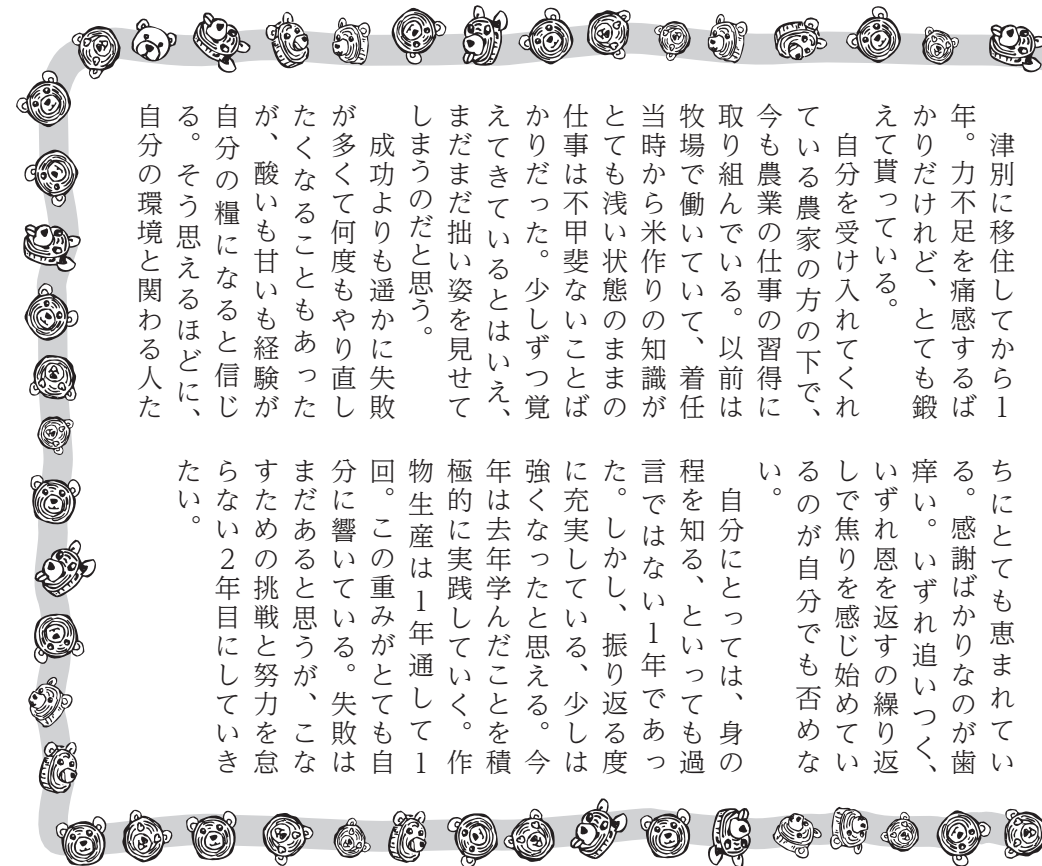 津別に移住してから１
年。力不足を痛感するば
かりだけれど、とても鍛
えて貰っている。
　自分を受け入れてくれ
ている農家の方の下で、
今も農業の仕事の習得に
取り組んでいる。以前は
牧場で働いていて、着任
当時から米作りの知識が
とても浅い状態のままの
仕事は不甲斐ないことば
かりだった。少しずつ覚
えてきているとはいえ、
まだまだ拙い姿を見せて
しまうのだと思う。
　成功よりも遥かに失敗
が多くて何度もやり直し
たくなることもあった
が、酸いも甘いも経験が
自分の糧になると信じ
る。そう思えるほどに、
自分の環境と関わる人た
ちにとても恵まれてい
る。感謝ばかりなのが歯
痒い。いずれ追いつく、
いずれ恩を返すの繰り返
しで焦りを感じ始めてい
るのが自分でも否めな
い。
　自分にとっては、身の
程を知る、といっても過
言ではない１年であっ
た。しかし、振り返る度
に充実している、少しは
強くなったと思える。今
年は去年学んだことを積
極的に実践していく。作
物生産は１年通して１
回。この重みがとても自
分に響いている。失敗は
まだあると思うが、こな
すための挑戦と努力を怠
らない２年目にしていき
たい。